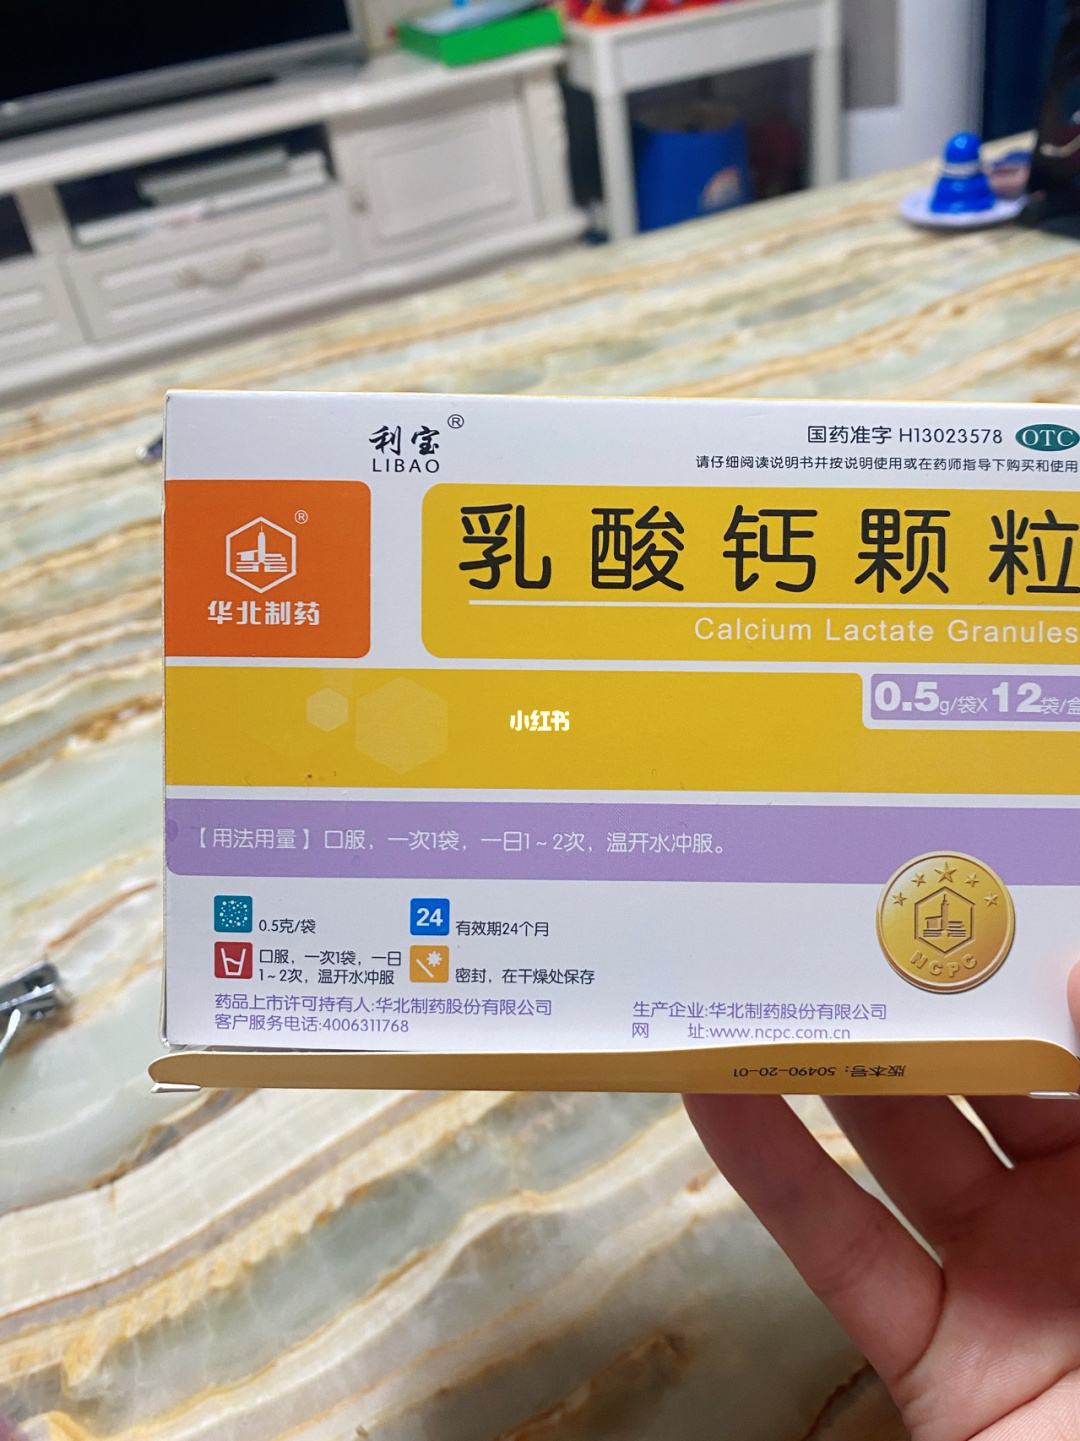 利宝®
LIBAO
国药准字 H13023578 OTC
请仔细阅读说明书并按说明使用或在药师指导下购买和使用
®
华北制药
乳酸钙颗粒
Calcium Lactate Granules
0.5g/袋X12袋/盒
小红书
【用法用量】口服，一次1袋，一日1~2次，温开水冲服。
0.5克/袋
24 有效期24个月
口服，一次1袋，一日
1~2次，温开水冲服
密封，在干燥处保存
NCPC
药品上市许可持有人:华北制药股份有限公司
客户服务电话:4006311768
生产企业:华北制药股份有限公司
网 址:www.ncpc.com.cn
版本号：50490-20-01